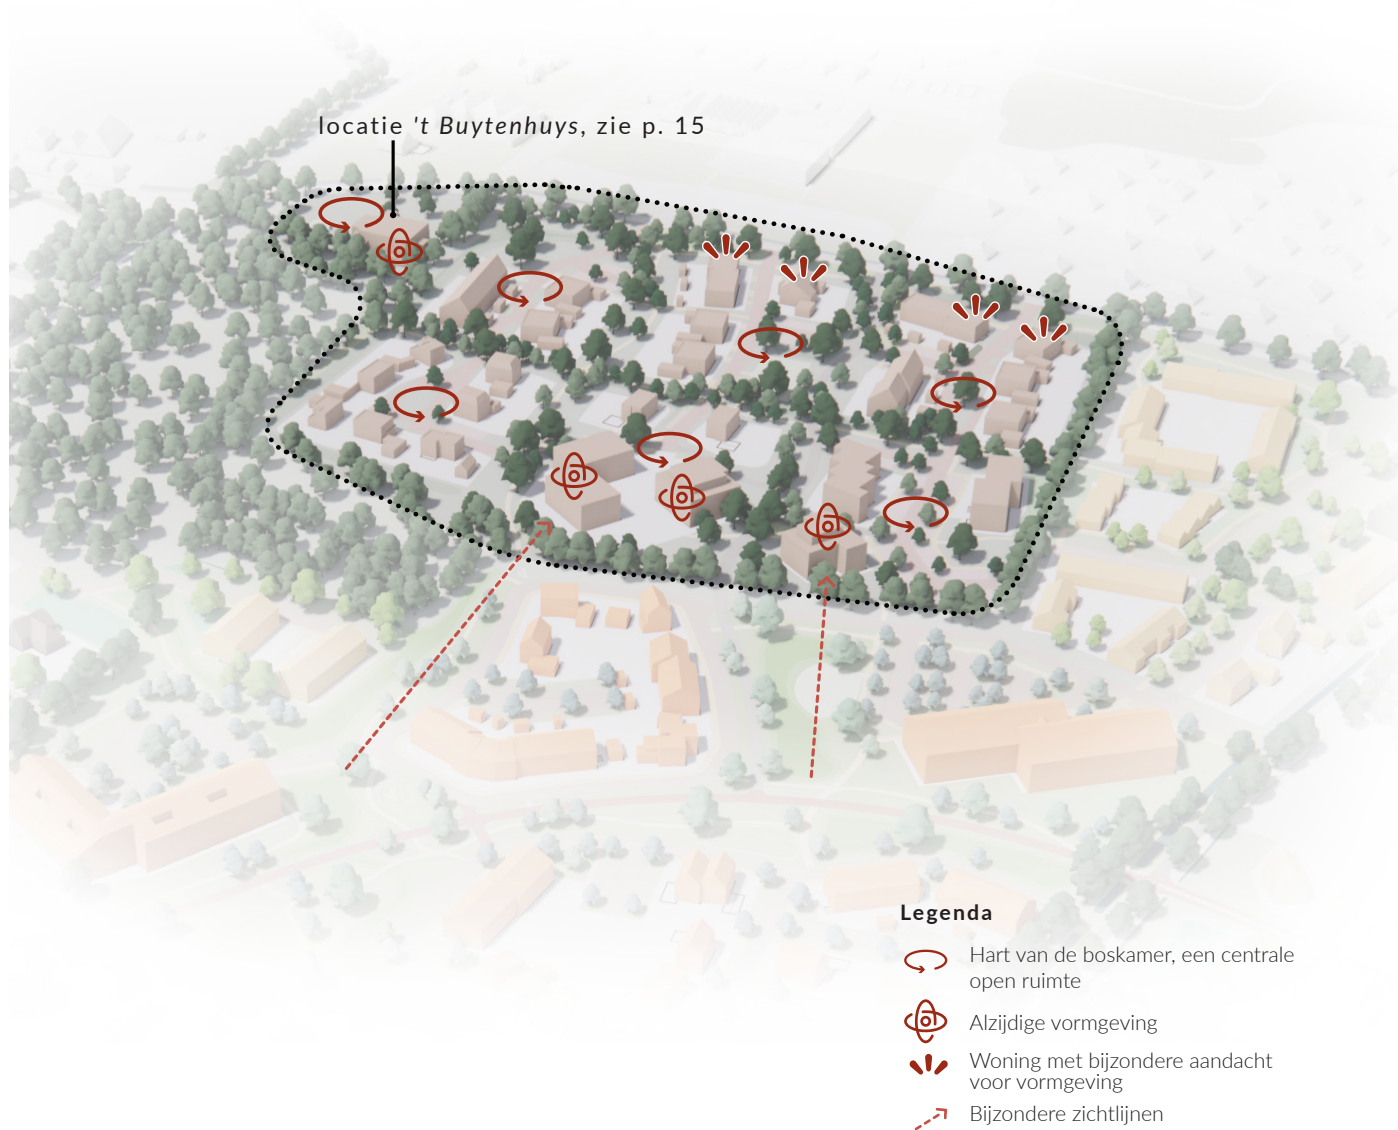 locatie 't Buytenhuys, zie p. 15
Legenda
Hart van de boskamer, een centrale
open ruimte
Alzijdige vormgeving
Woning met bijzondere aandacht
voor vormgeving
Bijzondere zichtlijnen